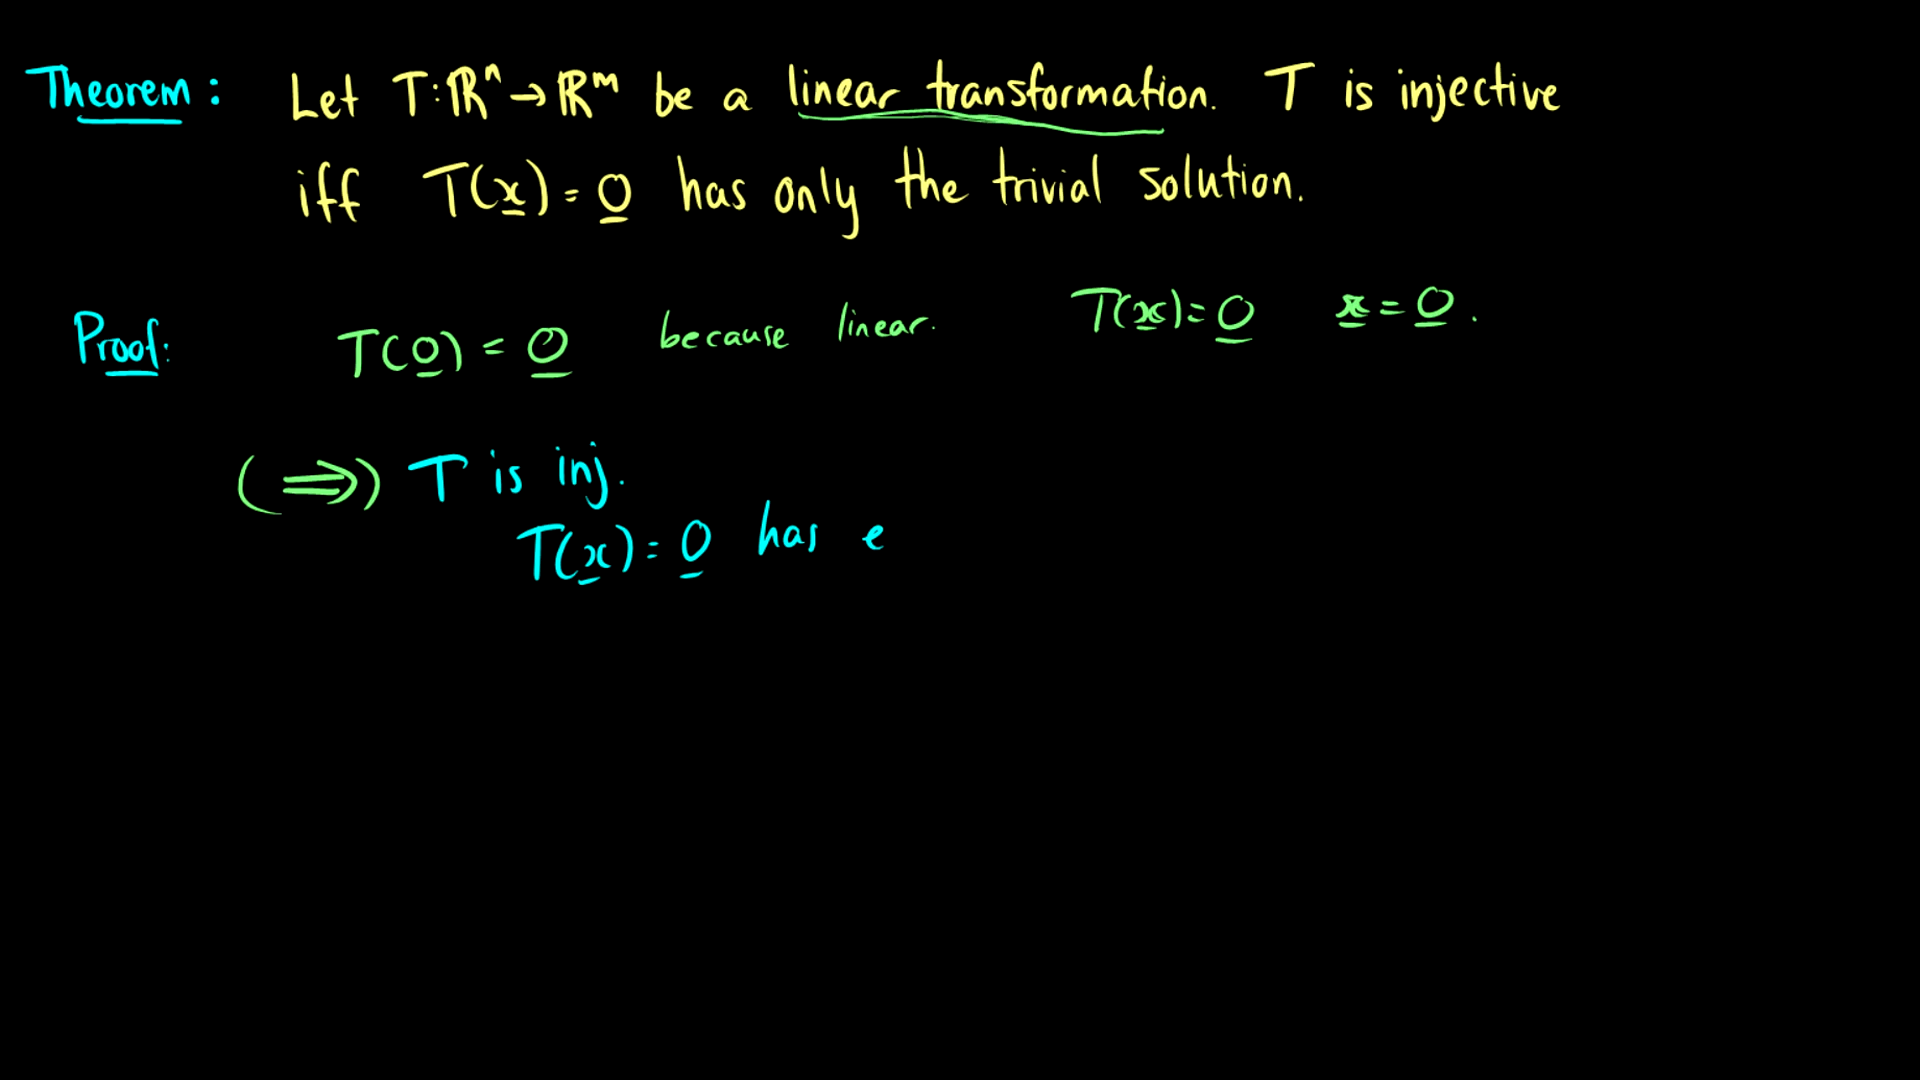 Theorem: Let T:ℝⁿ→ℝᵐ be a linear transformation. T is injective
iff T(x) = 0 has only the trivial solution.
Proof: T(0) = 0 because linear. T(x) = 0 x = 0.
(⟹) T is inj.
T(x) = 0 has e